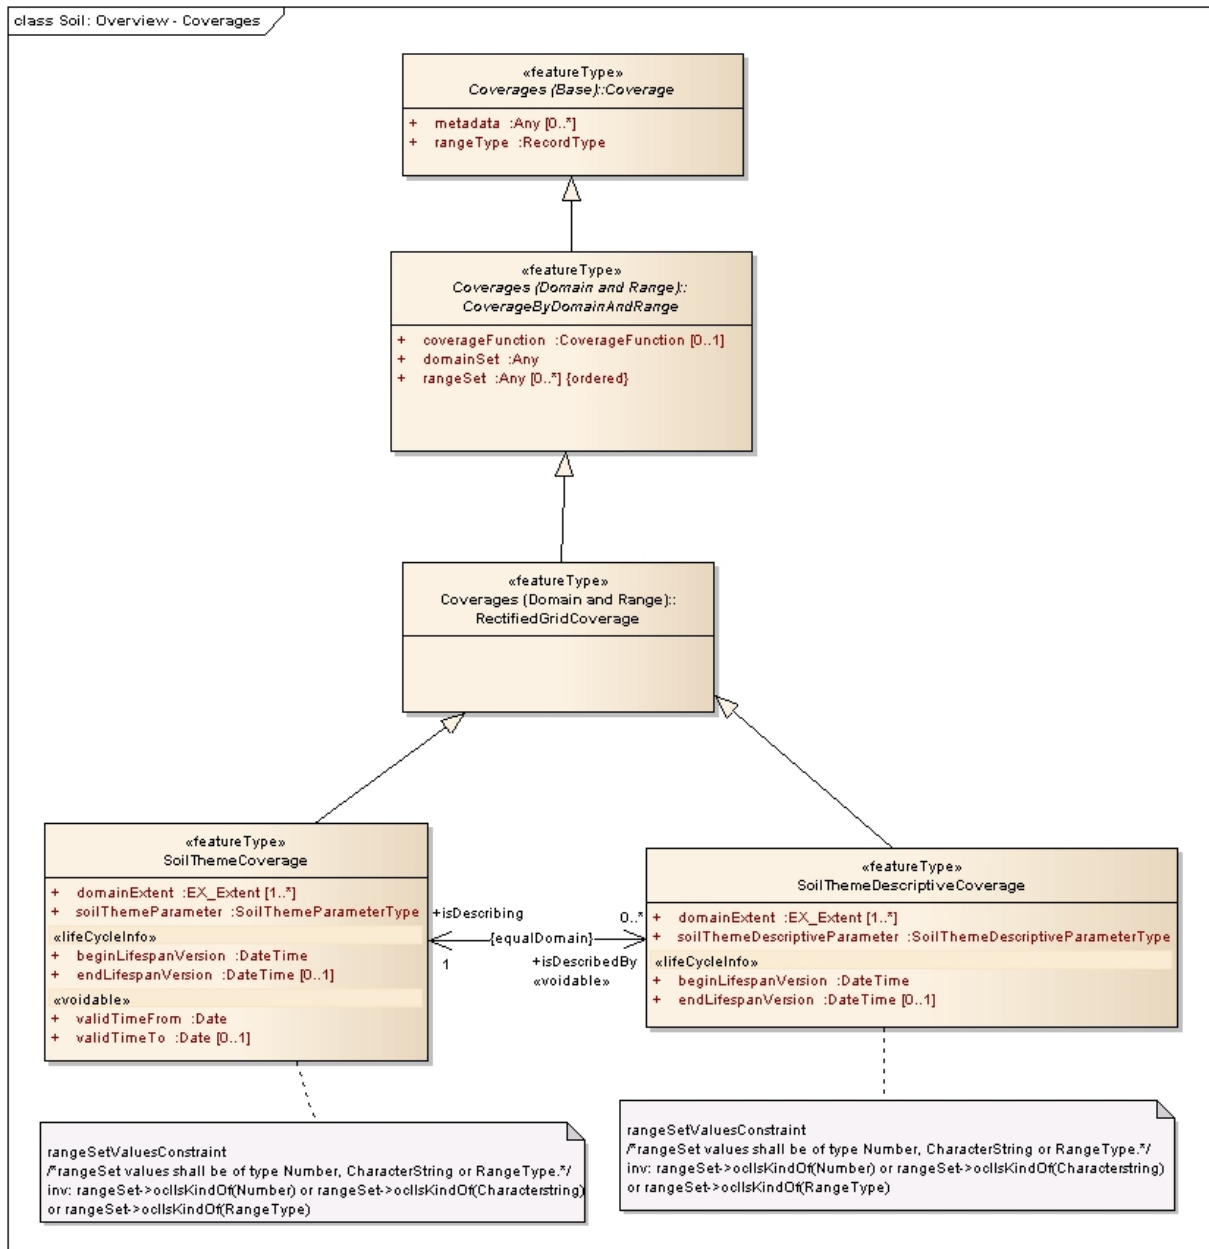 class Soil: Overview - Coverages
«featureType»
Coverages (Base)::Coverage
+ metadata :Any [0..*]
+ rangeType :RecordType
«featureType»
Coverages (Domain and Range)::
CoverageByDomainAndRange
+ coverageFunction :CoverageFunction [0..1]
+ domainSet :Any
+ rangeSet :Any [0..*] {ordered}
«featureType»
Coverages (Domain and Range)::
RectifiedGridCoverage
«featureType»
SoilThemeCoverage
+ domainExtent :EX_Extent [1..*]
+ soilThemeParameter :SoilThemeParameterType
«lifeCycleInfo»
+ beginLifespanVersion :DateTime
+ endLifespanVersion :DateTime [0..1]
«voidable»
+ validTimeFrom :Date
+ validTimeTo :Date [0..1]
+isDescribing
0..*
{equalDomain}
1
+isDescribedBy
«voidable»
«featureType»
SoilThemeDescriptiveCoverage
+ domainExtent :EX_Extent [1..*]
+ soilThemeDescriptiveParameter :SoilThemeDescriptiveParameterType
«lifeCycleInfo»
+ beginLifespanVersion :DateTime
+ endLifespanVersion :DateTime [0..1]
rangeSetValuesConstraint
/*rangeSet values shall be of type Number, CharacterString or RangeType.*/
inv: rangeSet->oclIsKindOf(Number) or rangeSet->oclIsKindOf(Characterstring)
or rangeSet->oclIsKindOf(RangeType)
rangeSetValuesConstraint
/*rangeSet values shall be of type Number, CharacterString or RangeType.*/
inv: rangeSet->oclIsKindOf(Number) or rangeSet->oclIsKindOf(Characterstring)
or rangeSet->oclIsKindOf(RangeType)